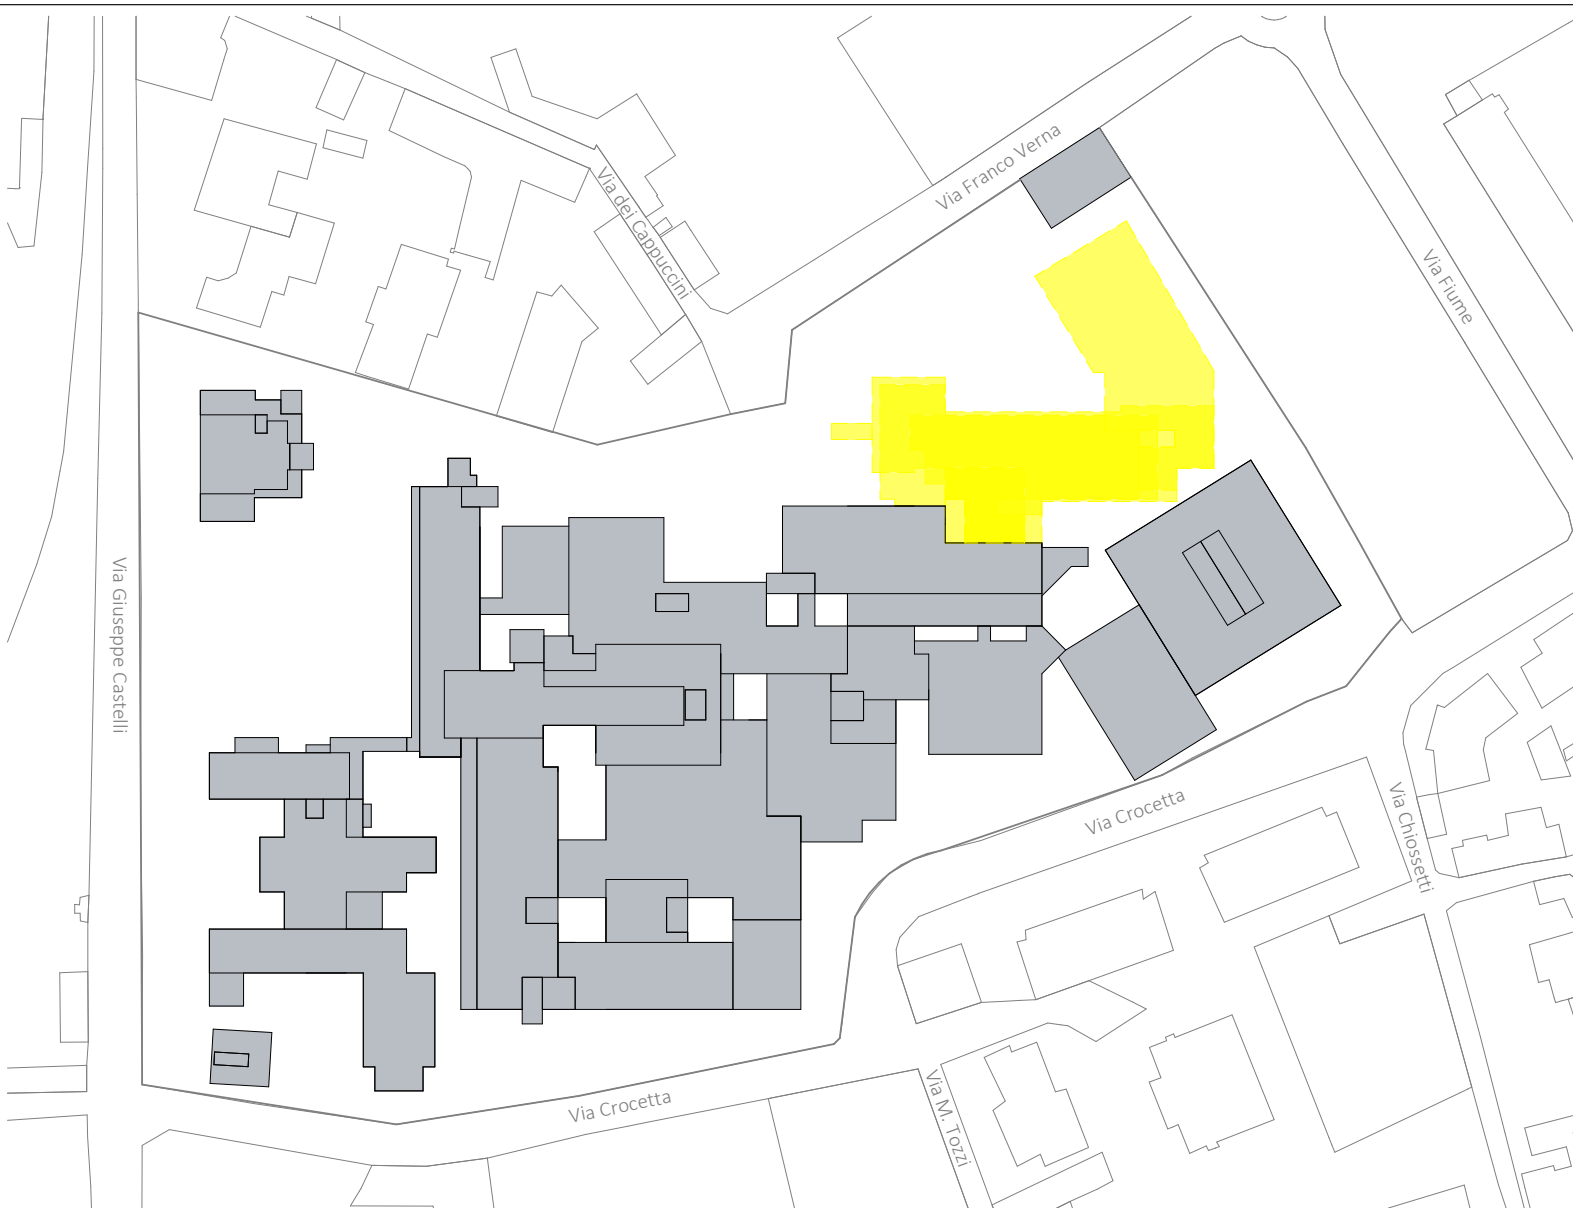 Via Franco Verna
Via dei Cappuccini
Via Fiume
Via Giuseppe Castelli
Via Crocetta
Via Chiossetti
Via Crocetta
Via M. Tozzi